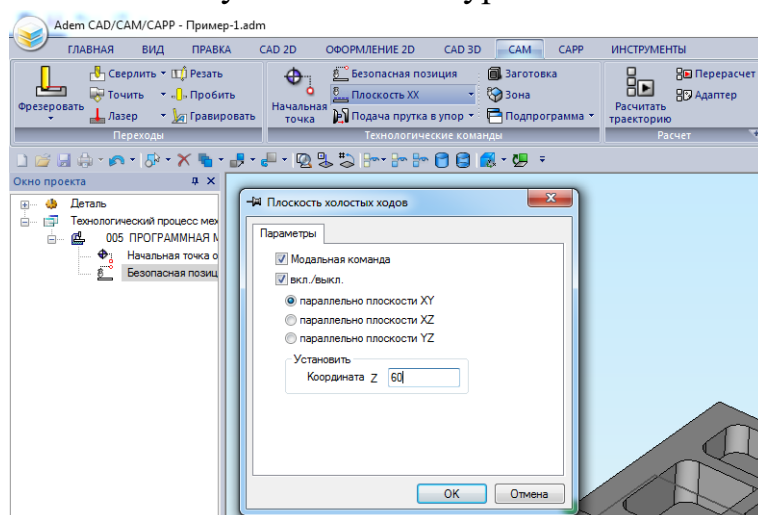 Adem CAD/CAM/CAPP - Пример-1.adm
ГЛАВНАЯ ВИД ПРАВКА CAD 2D ОФОРМЛЕНИЕ 2D CAD 3D CAM CAPP ИНСТРУМЕНТЫ
Фрезеровать
Сверлить Резать
Точить Пробить
Лазер Гравировать
Переходы
Начальная точка
Безопасная позиция Заготовка
Плоскость ХХ Зона
Подача прутка в упор Подпрограмма
Технологические команды
Расчитать траекторию
Перерасчет
Адаптер
Расчет
Окно проекта
Деталь
Технологический процесс мех
005 ПРОГРАММНАЯ
Начальная точка о
Безопасная позиц
Плоскость холостых ходов
Параметры
Модальная команда
вкл./выкл.
параллельно плоскости XY
параллельно плоскости XZ
параллельно плоскости YZ
Установить
Координата Z 60
OK Отмена